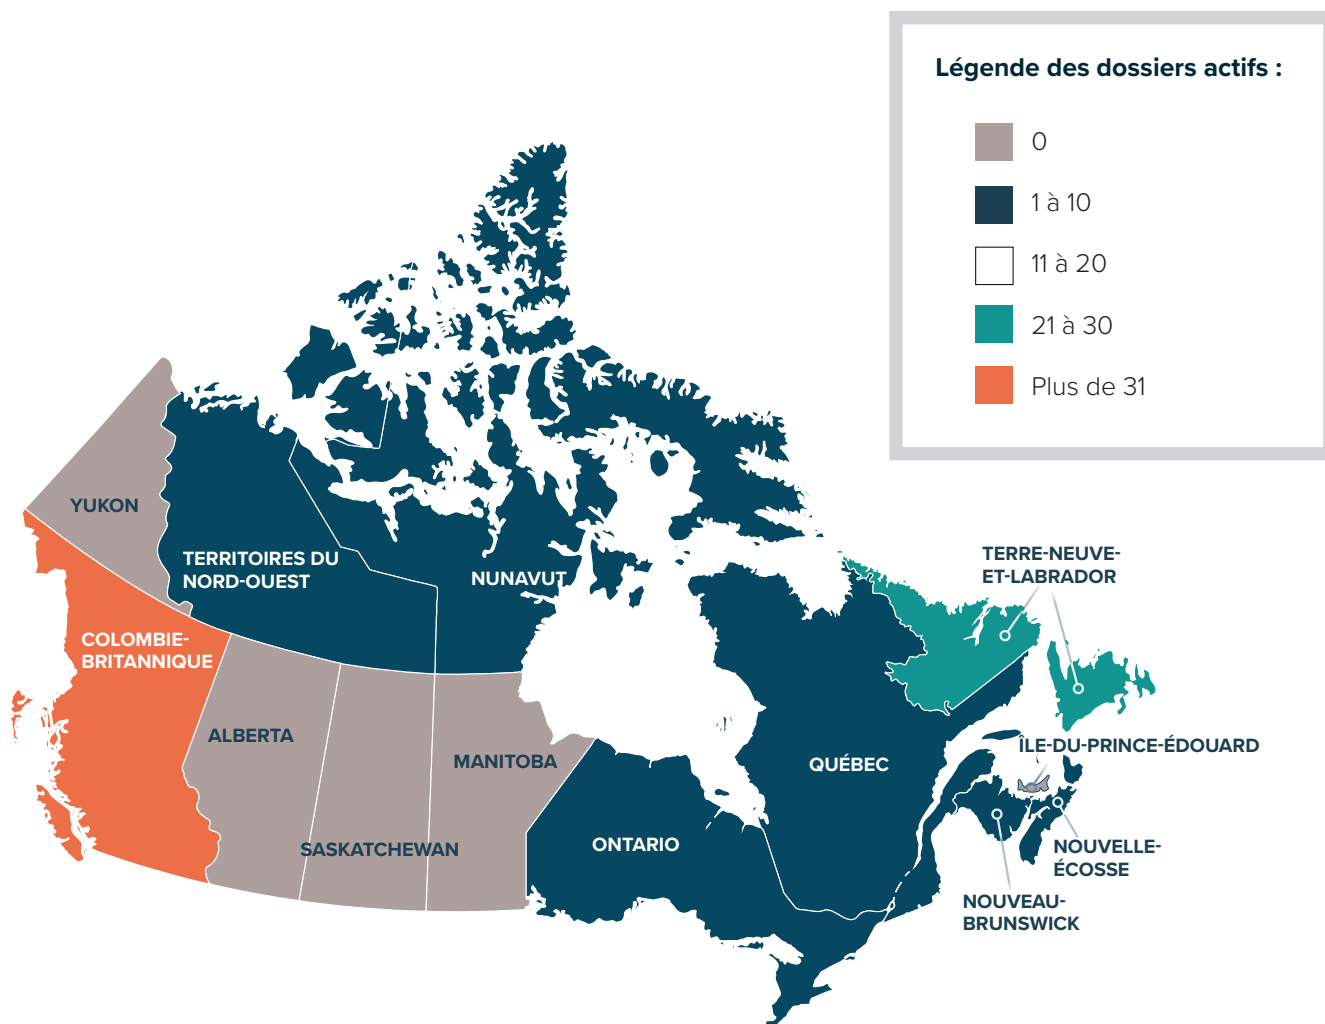 Légende des dossiers actifs :
0
1 à 10
11 à 20
21 à 30
Plus de 31
YUKON
TERRITOIRES DU
NORD-OUEST
NUNAVUT
TERRE-NEUVE-
ET-LABRADOR
COLOMBIE-
BRITANNIQUE
ALBERTA
MANITOBA
QUÉBEC
ÎLE-DU-PRINCE-ÉDOUARD
SASKATCHEWAN
ONTARIO
NOUVELLE-
ÉCOSSE
NOUVEAU-
BRUNSWICK